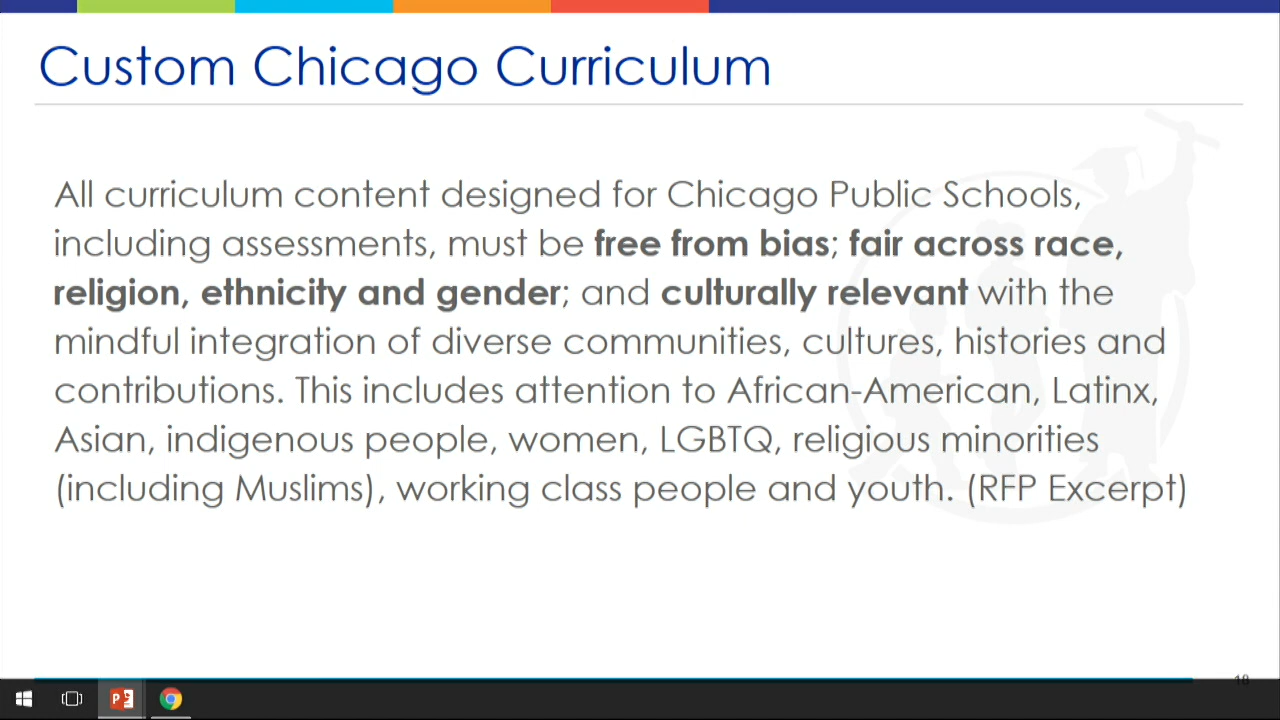 Custom Chicago Curriculum
All curriculum content designed for Chicago Public Schools,
including assessments, must be free from bias; fair across race,
religion, ethnicity and gender; and culturally relevant with the
mindful integration of diverse communities, cultures, histories and
contributions. This includes attention to African-American, Latinx,
Asian, indigenous people, women, LGBTQ, religious minorities
(including Muslims), working class people and youth. (RFP Excerpt)